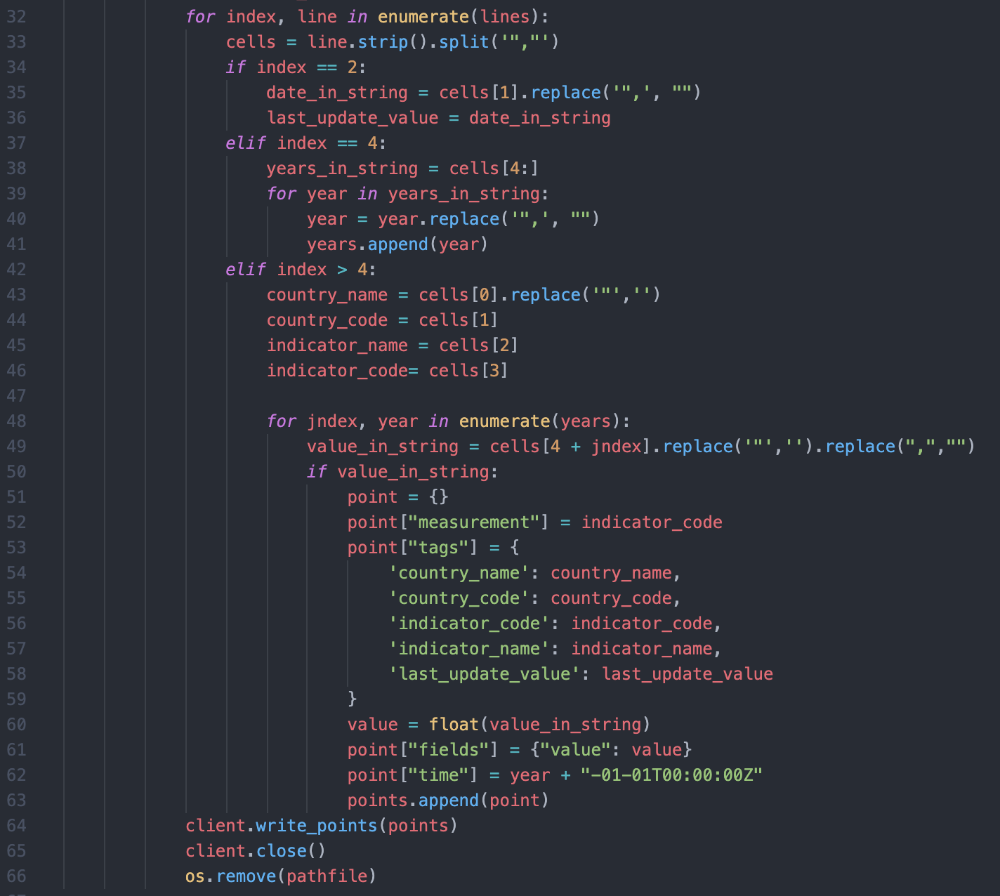 32 for index, line in enumerate(lines):
33 cells = line.strip().split('","')
34 if index == 2:
35 date_in_string = cells[1].replace('",', "")
36 last_update_value = date_in_string
37 elif index == 4:
38 years_in_string = cells[4:]
39 for year in years_in_string:
40 year = year.replace('",', "")
41 years.append(year)
42 elif index > 4:
43 country_name = cells[0].replace('"','')
44 country_code = cells[1]
45 indicator_name = cells[2]
46 indicator_code= cells[3]
47
48 for jndex, year in enumerate(years):
49 value_in_string = cells[4 + jndex].replace('"','').replace(",","")
50 if value_in_string:
51 point = {}
52 point["measurement"] = indicator_code
53 point["tags"] = {
54 'country_name': country_name,
55 'country_code': country_code,
56 'indicator_code': indicator_code,
57 'indicator_name': indicator_name,
58 'last_update_value': last_update_value
59 }
60 value = float(value_in_string)
61 point["fields"] = {"value": value}
62 point["time"] = year + "-01-01T00:00:00Z"
63 points.append(point)
64 client.write_points(points)
65 client.close()
66 os.remove(pathfile)